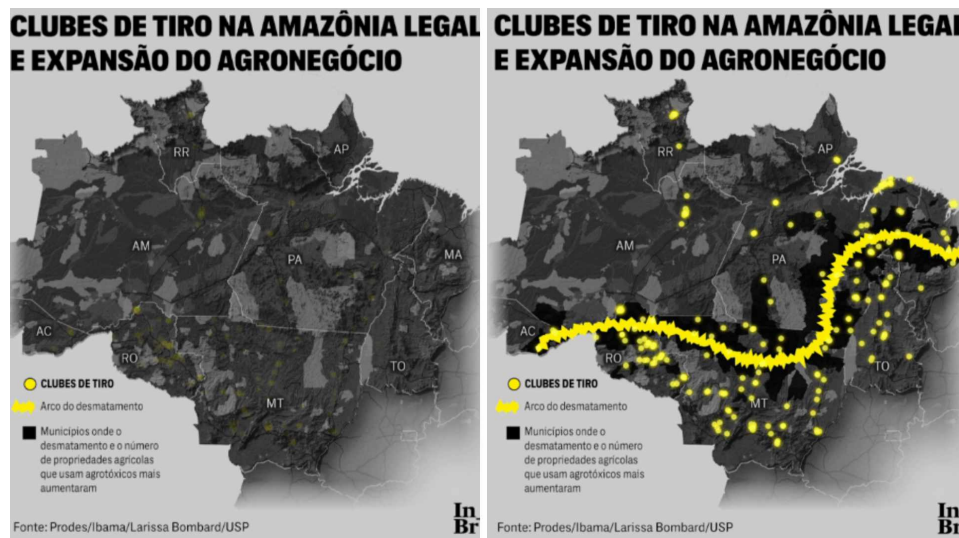 CLUBES DE TIRO NA AMAZÔNIA LEGAL
E EXPANSÃO DO AGRONEGÓCIO
RR
AP
AM
PA
MA
AC
RO
TO
MT
CLUBES DE TIRO
Arco do desmatamento
Municípios onde o
desmatamento e o número
de propriedades agrícolas
que usam agrotóxicos mais
aumentaram
In
Br
Fonte: Prodes/Ibama/Larissa Bombard/USP
CLUBES DE TIRO NA AMAZÔNIA LEGAL
E EXPANSÃO DO AGRONEGÓCIO
RR
AP
AM
PA
AC
RO
TO
MT
CLUBES DE TIRO
Arco do desmatamento
Municípios onde o
desmatamento e o número
de propriedades agrícolas
que usam agrotóxicos mais
aumentaram
In
Br
Fonte: Prodes/Ibama/Larissa Bombard/USP